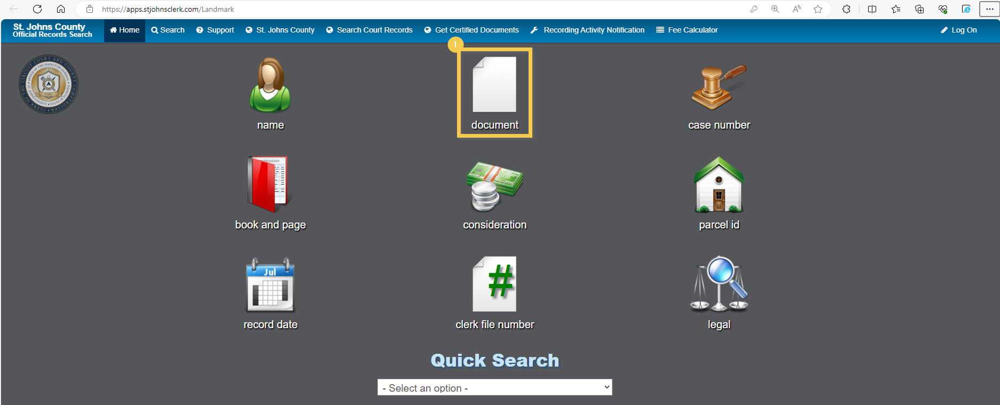 https://apps.stjohnsclerk.com/Landmark
St. Johns County
Official Records Search
Home
Search
Support
St. Johns County
Search Court Records
Get Certified Documents
Recording Activity Notification
Fee Calculator
Log On
1
name
document
case number
book and page
consideration
100
parcel id
Jul
record date
#
clerk file number
legal
Quick Search
- Select an option -